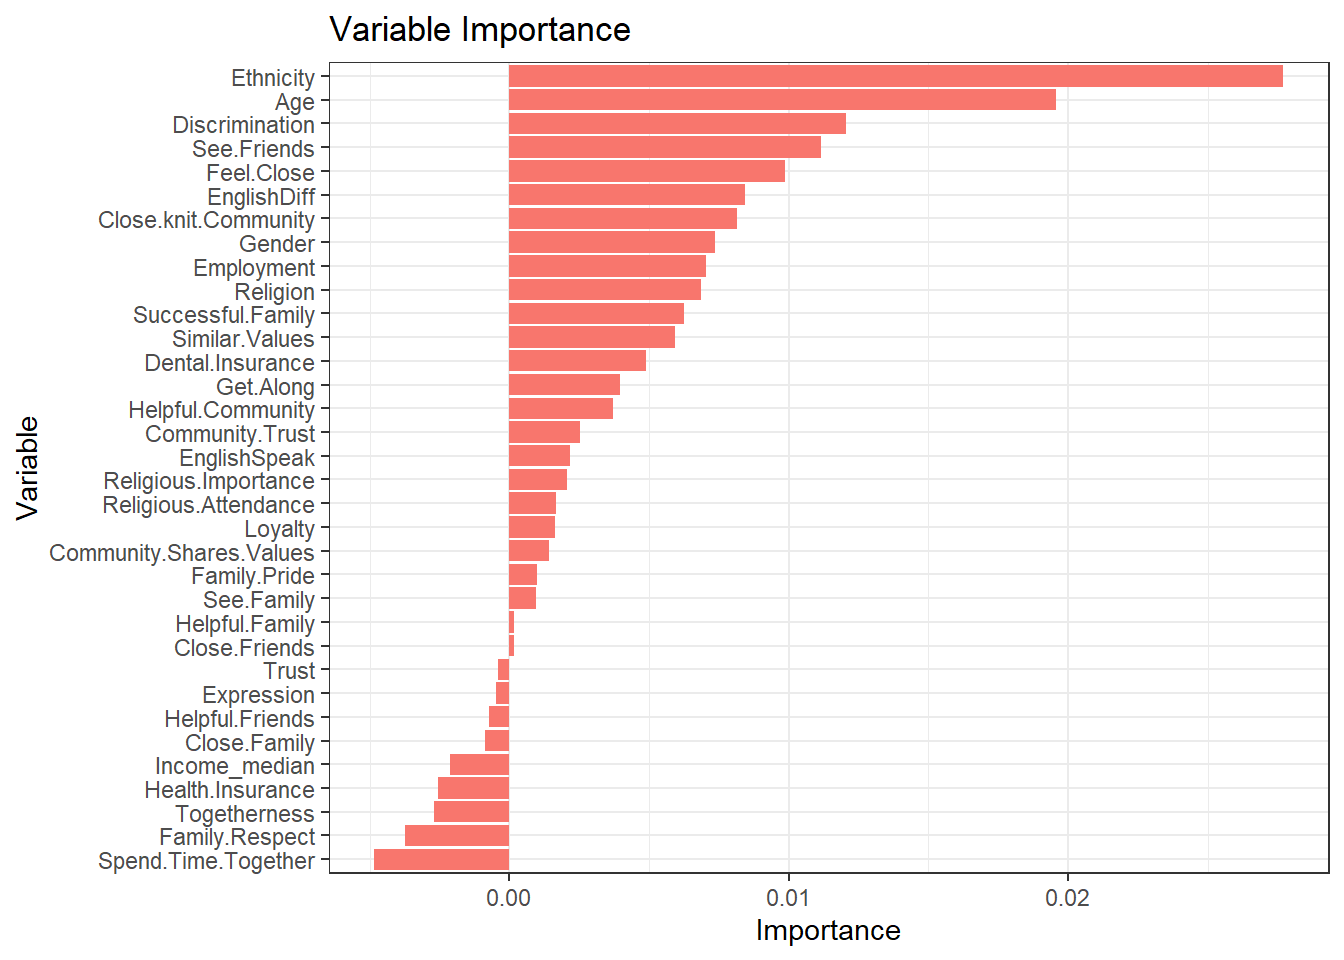 Variable Importance
Ethnicity
Age
Discrimination
See.Friends
Feel.Close
EnglishDiff
Close.knit.Community
Gender
Employment
Religion
Successful.Family
Similar.Values
Dental.Insurance
Get.Along
Helpful.Community
Community.Trust
EnglishSpeak
Religious.Importance
Religious.Attendance
Loyalty
Community.Shares.Values
Family.Pride
See.Family
Helpful.Family
Close.Friends
Trust
Expression
Helpful.Friends
Close.Family
Income_median
Health.Insurance
Togetherness
Family.Respect
Spend.Time.Together
Variable
0.00 0.01 0.02
Importance